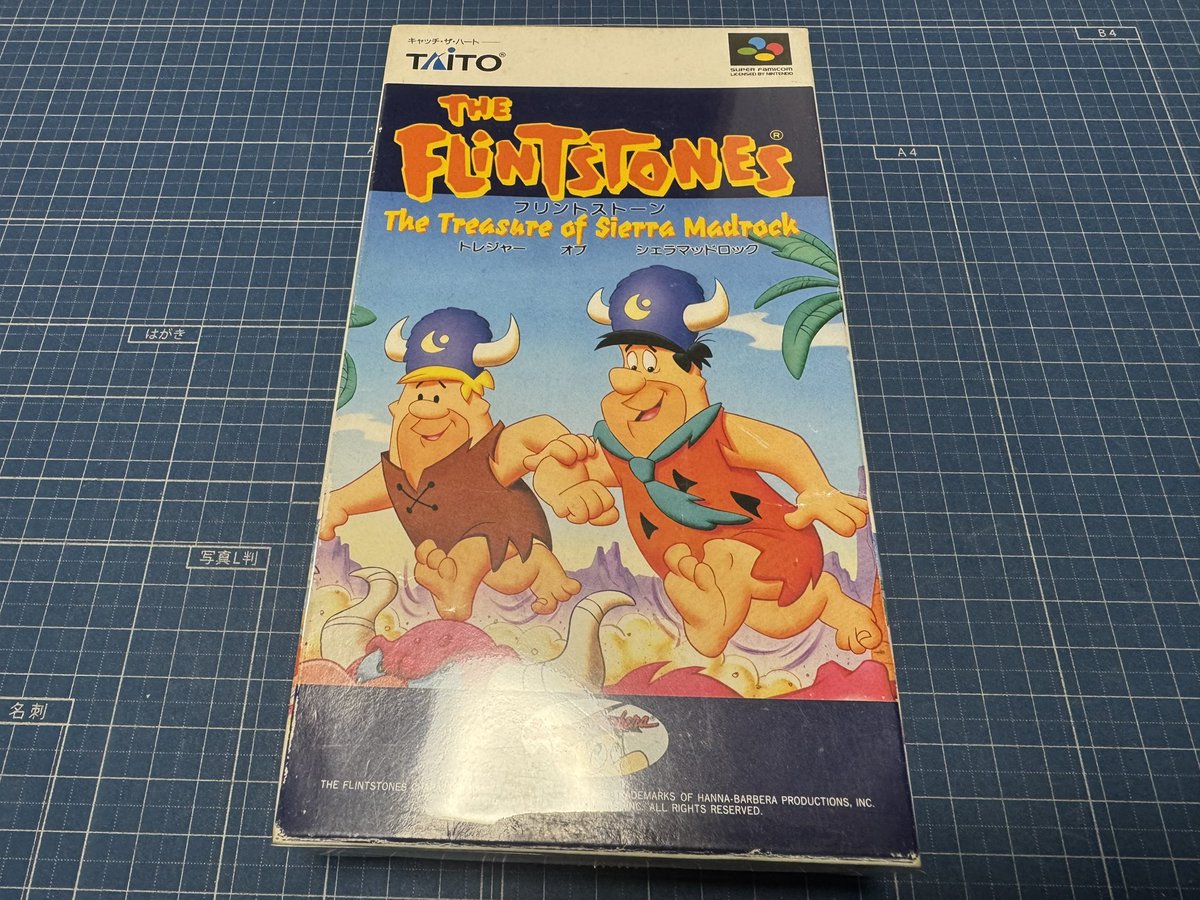 キャッチ・ザ・ハート
TAITO®
SUPER FAMICOM
LICENSED BY NINTENDO
THE
FLINTSTONES®
フリントストーン
The Treasure of Sierra Madrock
トレジャー オブ シェラマッドロック
THE FLINTSTONES
TRADEMARKS OF HANNA-BARBERA PRODUCTIONS, INC.
INC. ALL RIGHTS RESERVED.
B4
A4
はがき
写真L判
名刺